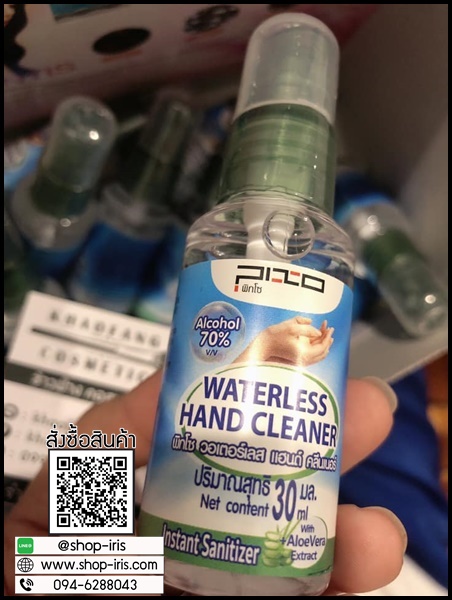 PIXO
พิกโซ
Alcohol
70%
V/V
WATERLESS
HAND CLEANER
พิกโซ วอเตอร์เลส แฮนด์ คลีนเนอร์
ปริมาณสุทธิ 30 มล.
Net content 30 ml
With
+AloeVera
Extract
Instant Sanitizer
KHAOFANG
COSMETIC
สั่งซื้อสินค้า
LINE
@shop-iris
www.shop-iris.com
094-6288043